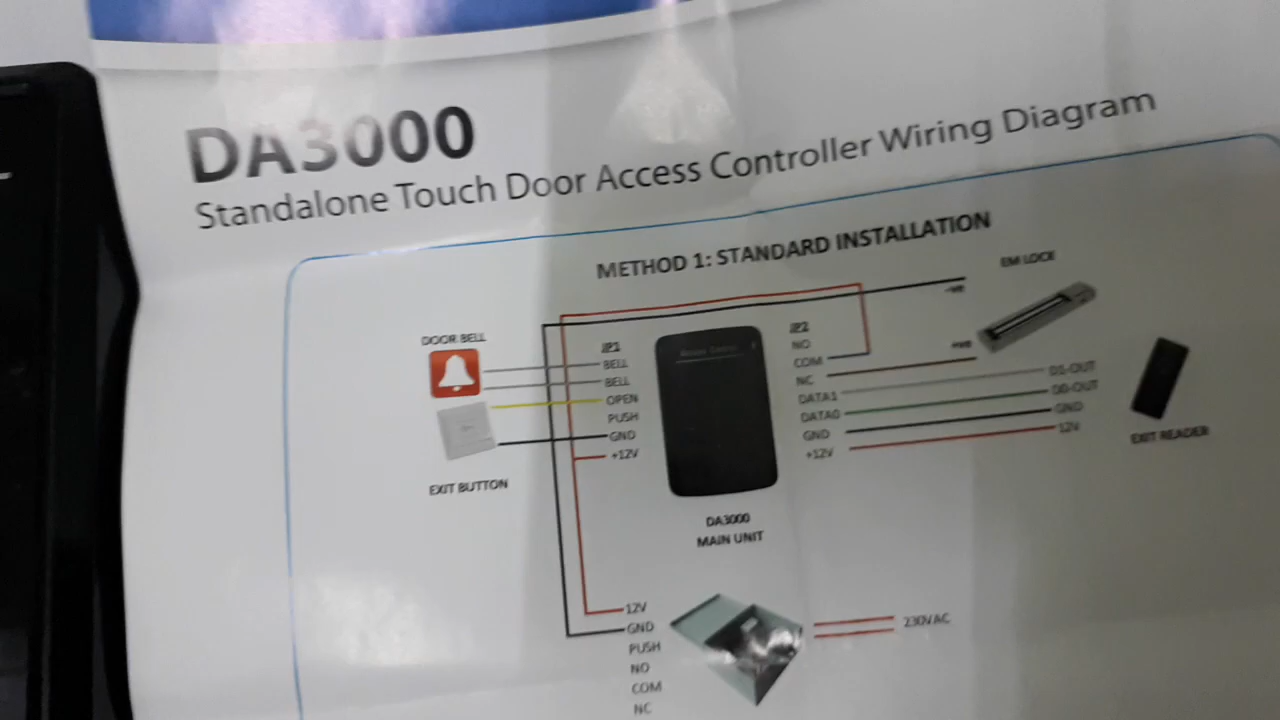 DA3000
Standalone Touch Door Access Controller Wiring Diagram
METHOD 1: STANDARD INSTALLATION
EM LOCK
DOOR BELL
JP1
BELL
BELL
OPEN
PUSH
GND
+12V
EXIT BUTTON
DA3000
MAIN UNIT
JP2
NO
COM
NC
DATA1
DATA0
GND
+12V
D1-OUT
D0-OUT
GND
12V
EXIT READER
12V
GND
PUSH
NO
COM
NC
230VAC